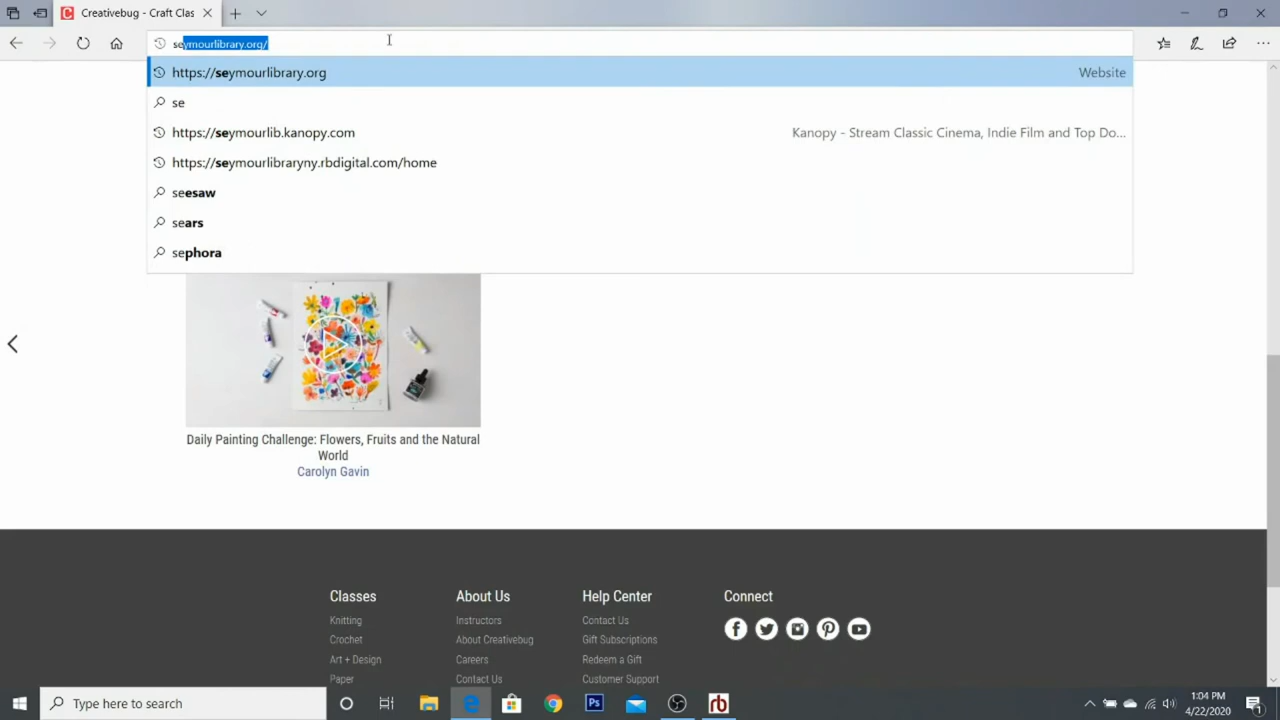 Creativebug - Craft Class
seymourlibrary.org/
https://seymourlibrary.org Website
se
https://seymourlib.kanopy.com Kanopy - Stream Classic Cinema, Indie Film and Top Do...
https://seymourlibraryny.rbdigital.com/home
seesaw
sears
sephora
Daily Painting Challenge: Flowers, Fruits and the Natural
World
Carolyn Gavin
Classes About Us Help Center Connect
Knitting Instructors Contact Us
Crochet About Creativebug Gift Subscriptions
Art + Design Careers Redeem a Gift
Paper Contact Us Customer Support
Type here to search
Ps
rb
1:04 PM
4/22/2020
1